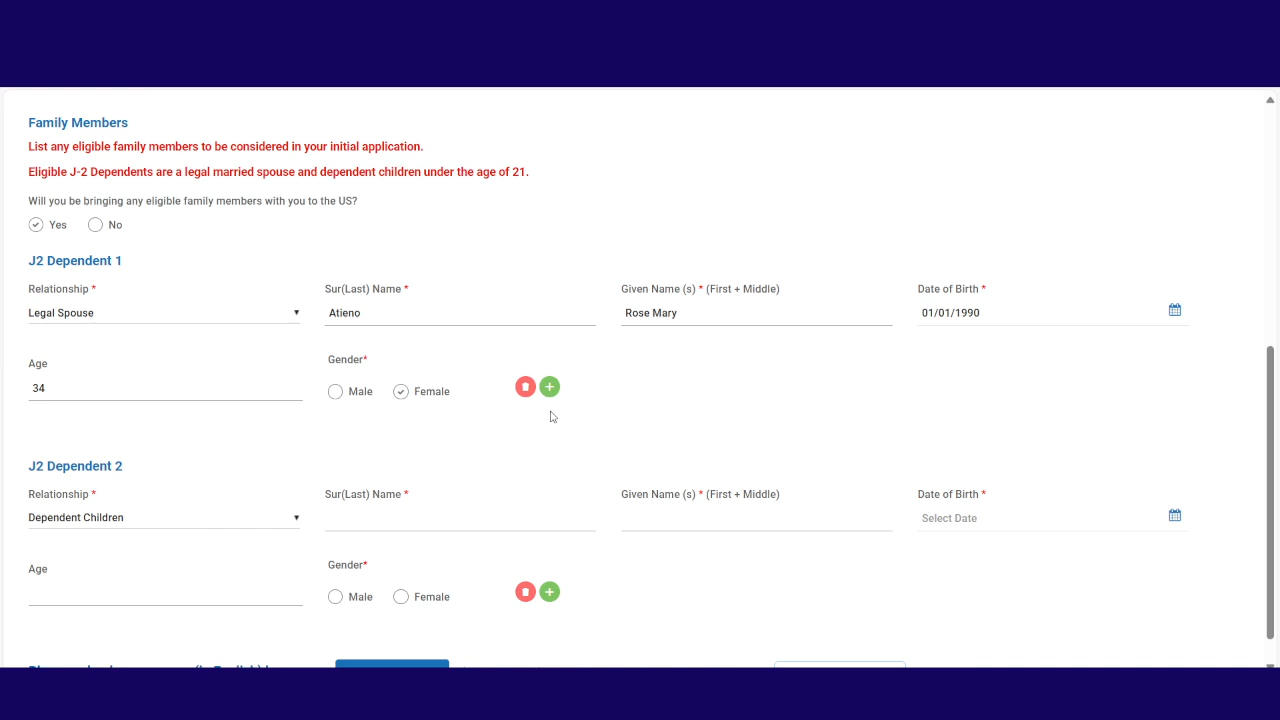 Family Members
List any eligible family members to be considered in your initial application.
Eligible J-2 Dependents are a legal married spouse and dependent children under the age of 21.
Will you be bringing any eligible family members with you to the US?
Yes No
J2 Dependent 1
Relationship * Sur(Last) Name * Given Name (s) * (First + Middle) Date of Birth *
Legal Spouse Atieno Rose Mary 01/01/1990
Age Gender*
34 Male Female
J2 Dependent 2
Relationship * Sur(Last) Name * Given Name (s) * (First + Middle) Date of Birth *
Dependent Children Select Date
Age Gender*
Male Female